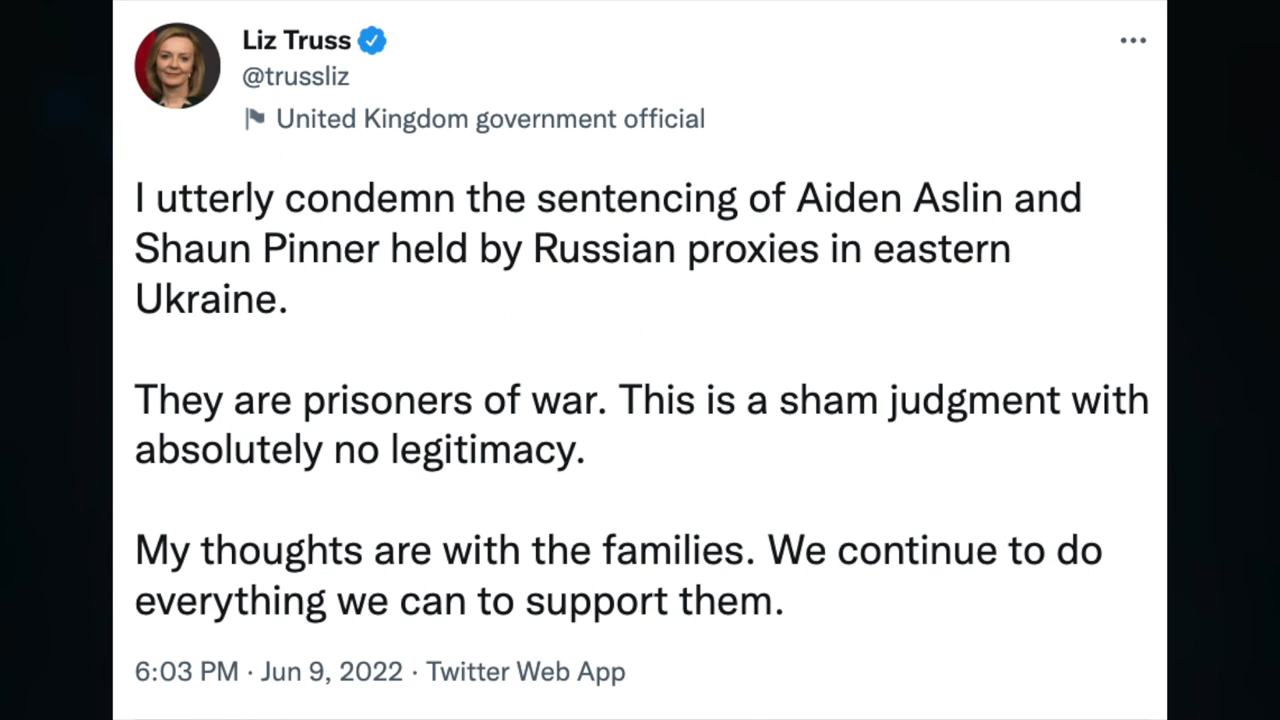 Liz Truss
@trussliz
United Kingdom government official
I utterly condemn the sentencing of Aiden Aslin and
Shaun Pinner held by Russian proxies in eastern
Ukraine.
They are prisoners of war. This is a sham judgment with
absolutely no legitimacy.
My thoughts are with the families. We continue to do
everything we can to support them.
6:03 PM · Jun 9, 2022 · Twitter Web App